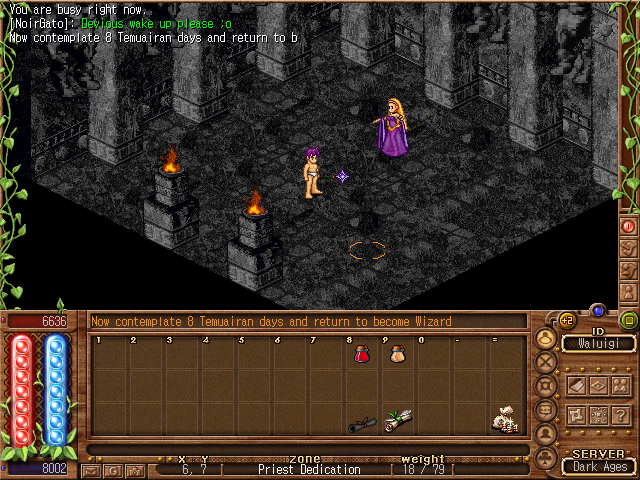 You are busy right now.
[NoirGato]: Devious wake up please ;o
Now contemplate 8 Temuairan days and return to b
6636
Now contemplate 8 Temuairan days and return to become Wizard
+2
ID
Waluigi
1 2 3 4 5 6 7 8 9 0 - =
8002
X..Y
zone
weight
G
6, 7
Priest Dedication
18 / 79
?
SERVER
Dark Ages